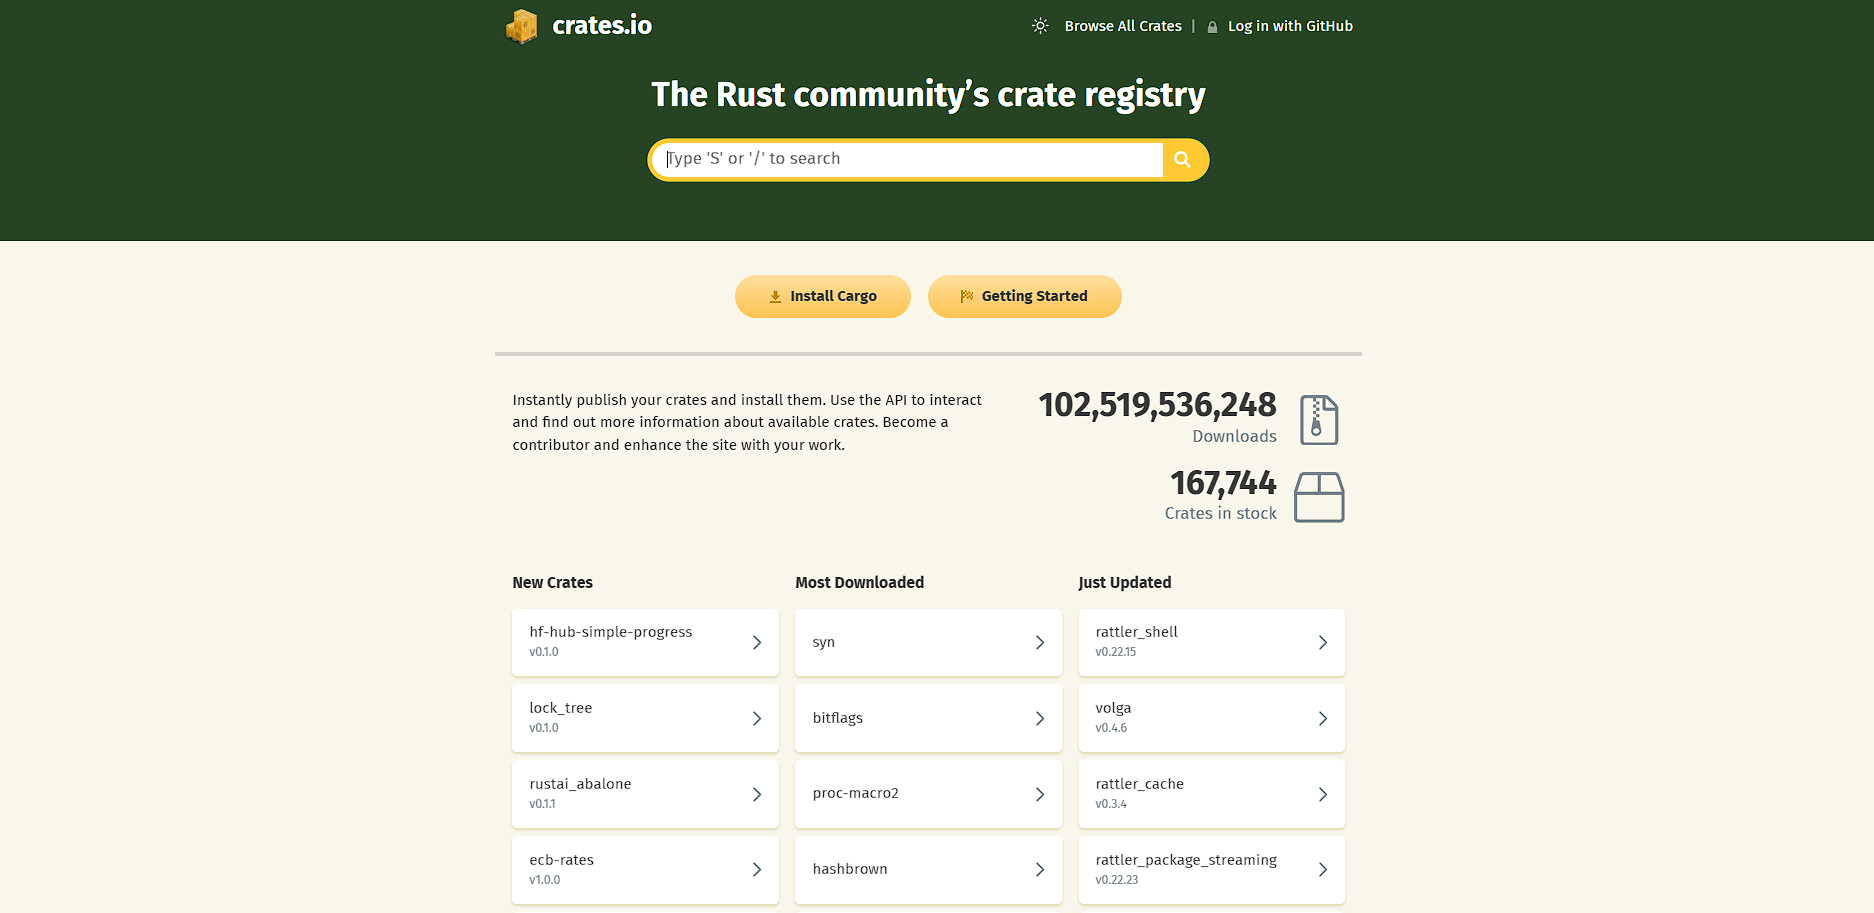 crates.io
Browse All Crates | Log in with GitHub
The Rust community’s crate registry
Type 'S' or '/' to search
Install Cargo
Getting Started
Instantly publish your crates and install them. Use the API to interact
and find out more information about available crates. Become a
contributor and enhance the site with your work.
102,519,536,248
Downloads
167,744
Crates in stock
New Crates
hf-hub-simple-progress
v0.1.0
lock_tree
v0.1.0
rustai_abalone
v0.1.1
ecb-rates
v1.0.0
Most Downloaded
syn
bitflags
proc-macro2
hashbrown
Just Updated
rattler_shell
v0.22.15
volga
v0.4.6
rattler_cache
v0.3.4
rattler_package_streaming
v0.22.23